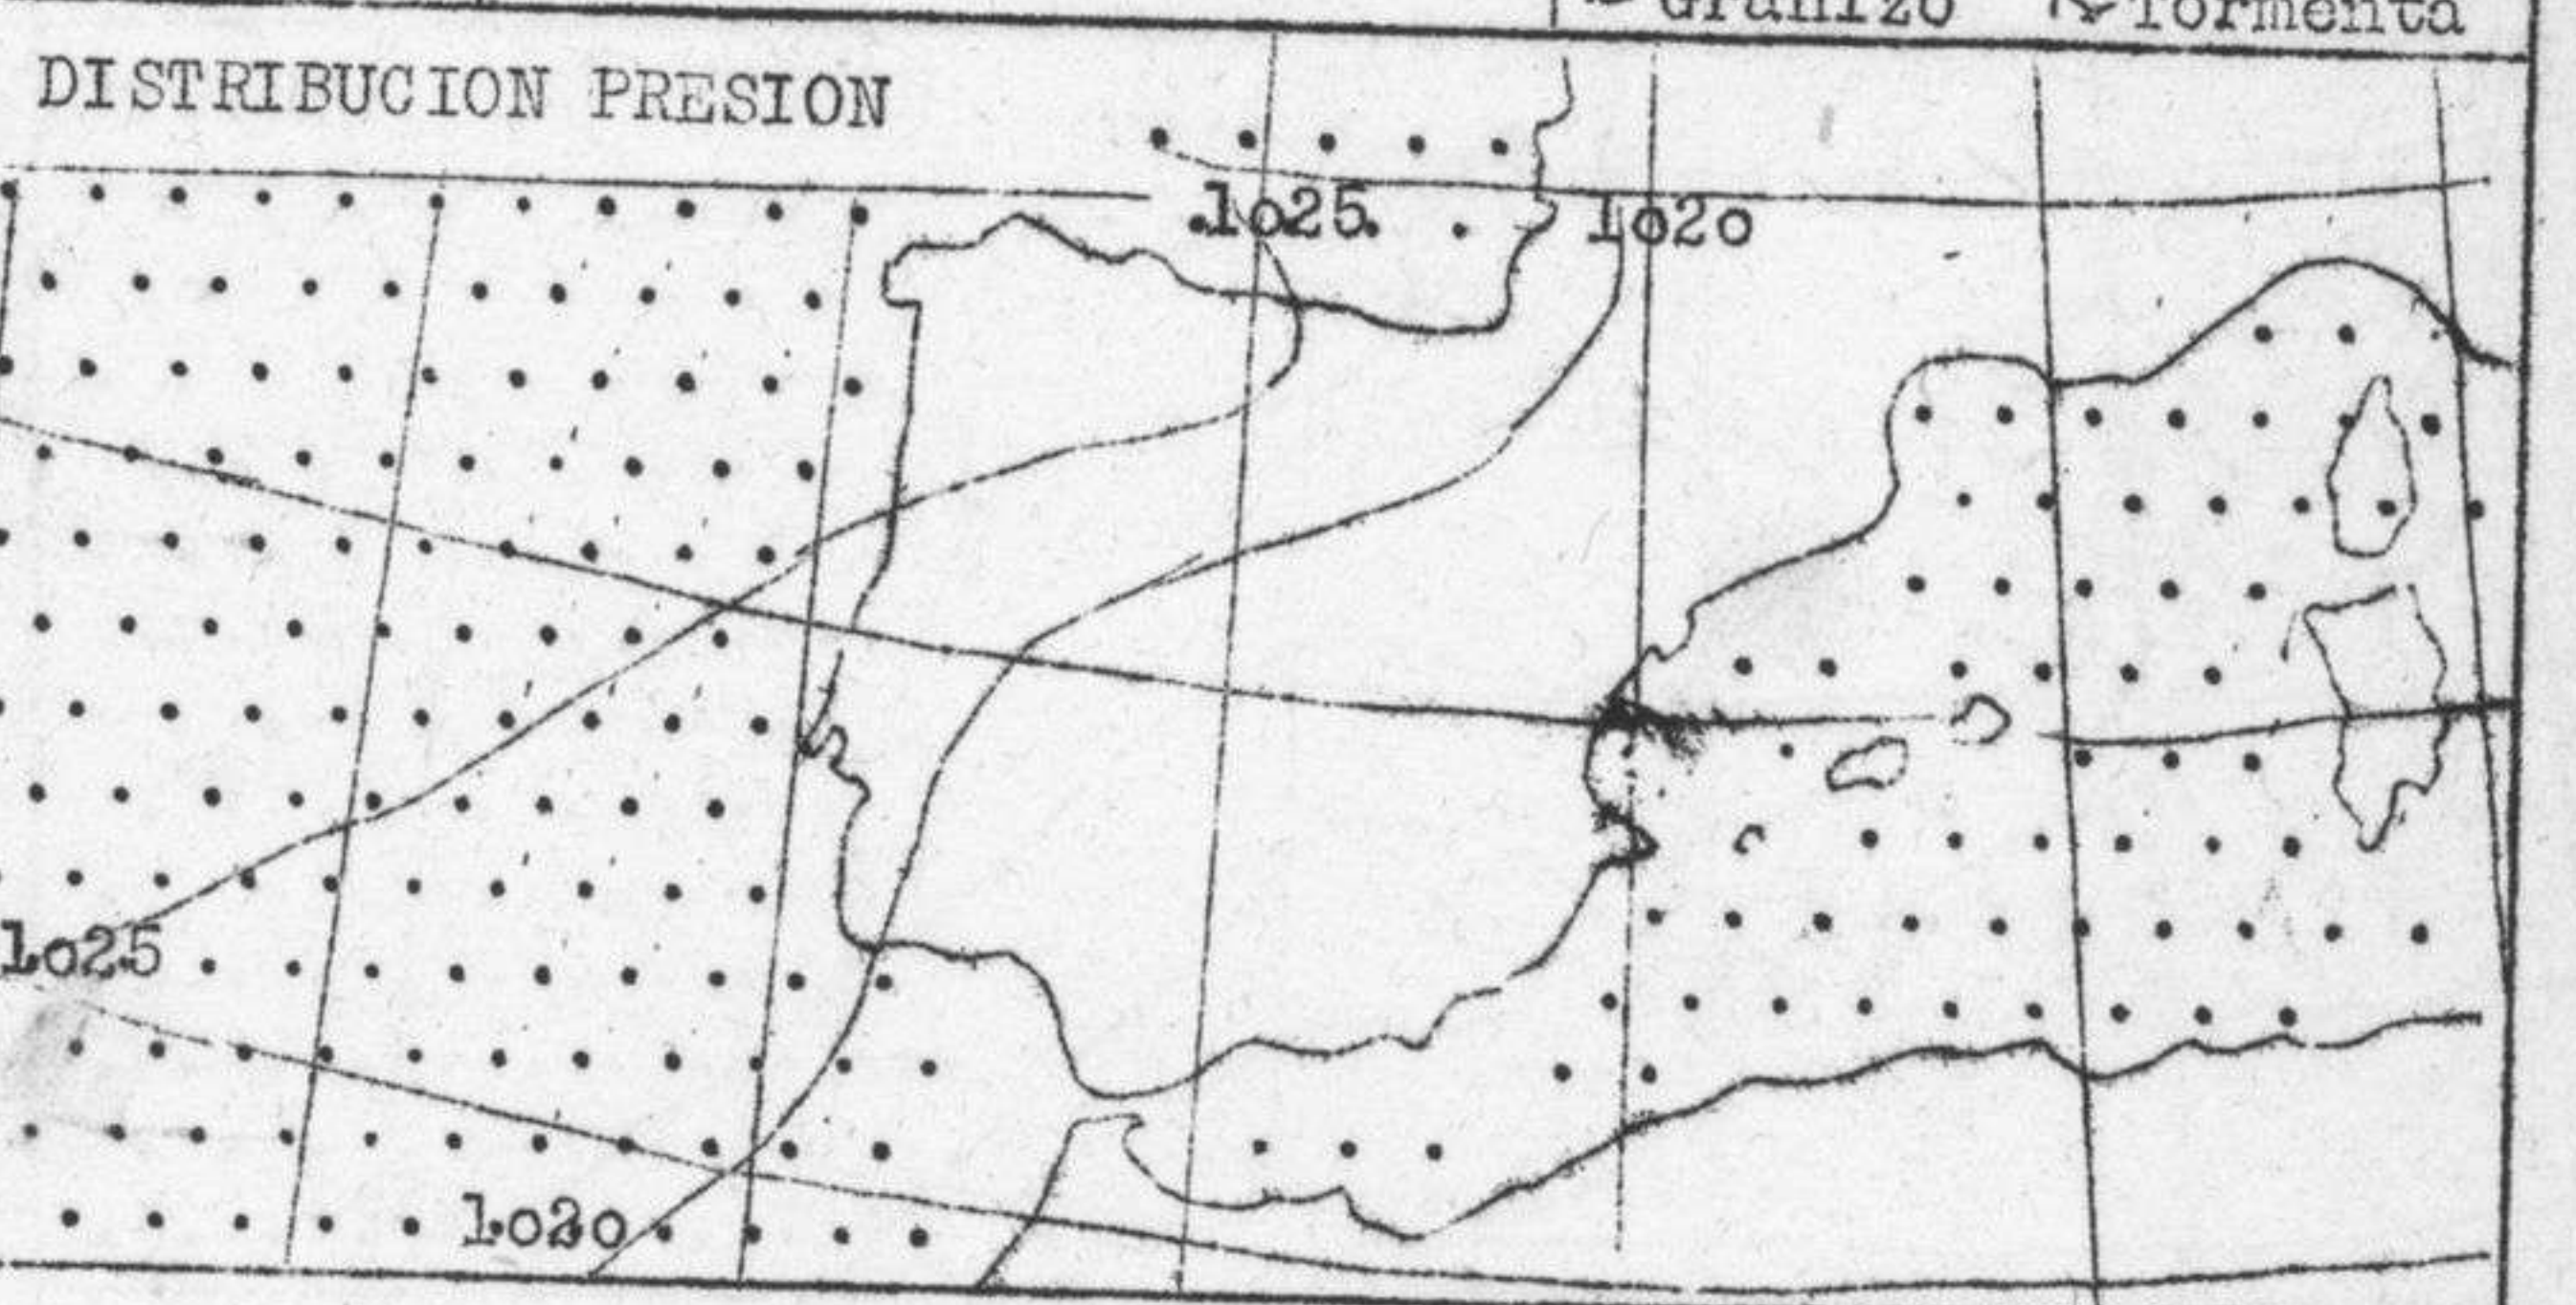 Granizo Tormenta
DISTRIBUCION PRESION
1o25 1o2o
1o25
1o2o